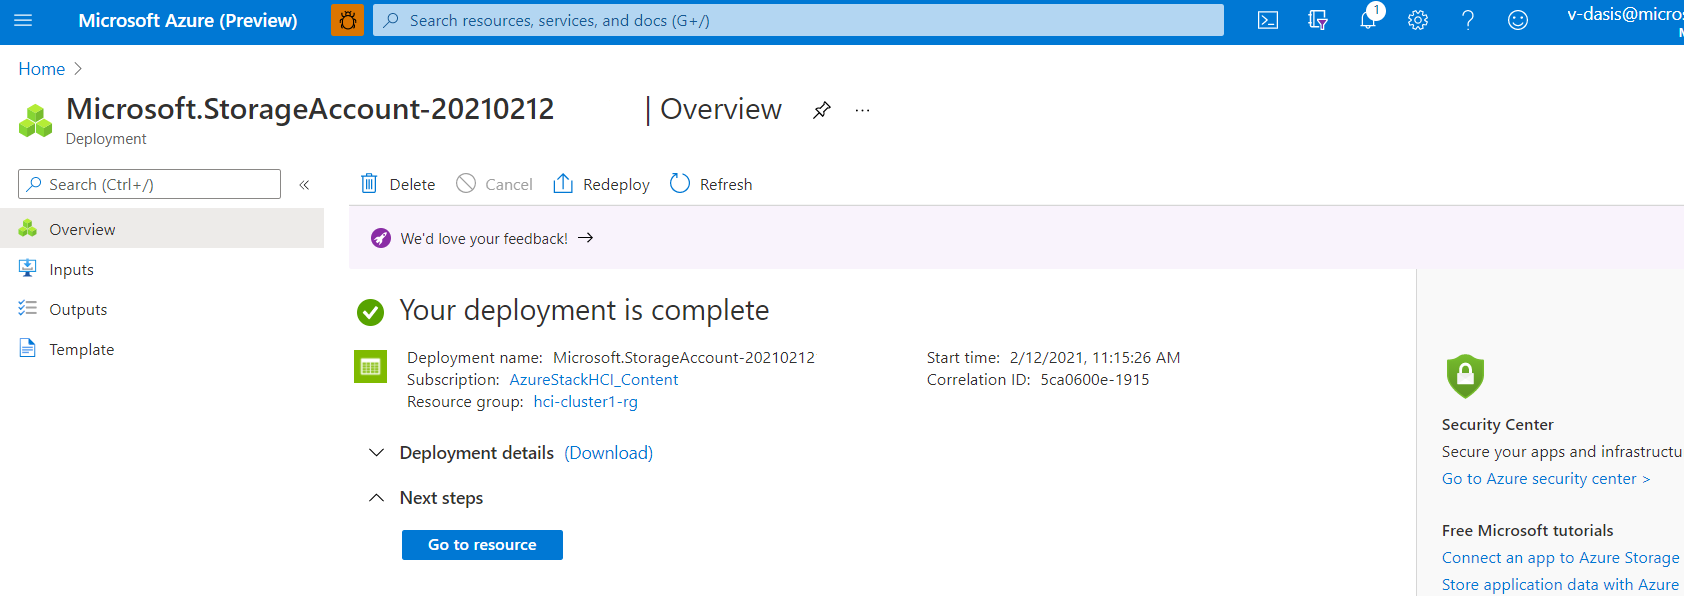 Microsoft Azure (Preview)
Search resources, services, and docs (G+/)
1
v-dasis@micros
Home
Microsoft.StorageAccount-20210212 | Overview
Deployment
Search (Ctrl+/)
Delete
Cancel
Redeploy
Refresh
Overview
Inputs
Outputs
Template
We'd love your feedback!
Your deployment is complete
Deployment name: Microsoft.StorageAccount-20210212
Subscription: AzureStackHCI_Content
Resource group: hci-cluster1-rg
Start time: 2/12/2021, 11:15:26 AM
Correlation ID: 5ca0600e-1915
Deployment details (Download)
Next steps
Go to resource
Security Center
Secure your apps and infrastructu
Go to Azure security center >
Free Microsoft tutorials
Connect an app to Azure Storage
Store application data with Azure